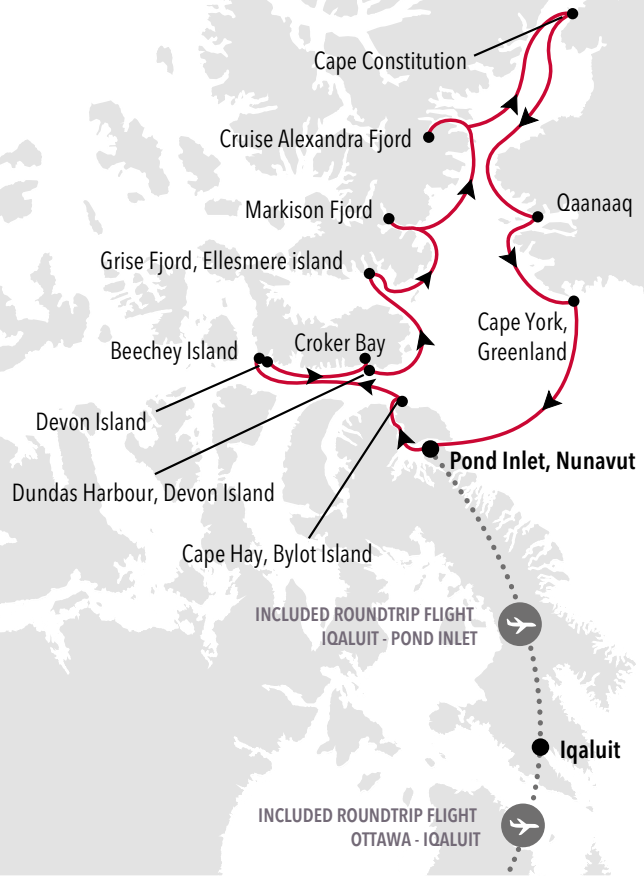 Cape Constitution
Cruise Alexandra Fjord
Markison Fjord
Qaanaaq
Grise Fjord, Ellesmere island
Cape York,
Greenland
Beechey Island
Croker Bay
Devon Island
Pond Inlet, Nunavut
Dundas Harbour, Devon Island
Cape Hay, Bylot Island
INCLUDED ROUNDTRIP FLIGHT
IQALUIT - POND INLET
Iqaluit
INCLUDED ROUNDTRIP FLIGHT
OTTAWA - IQALUIT